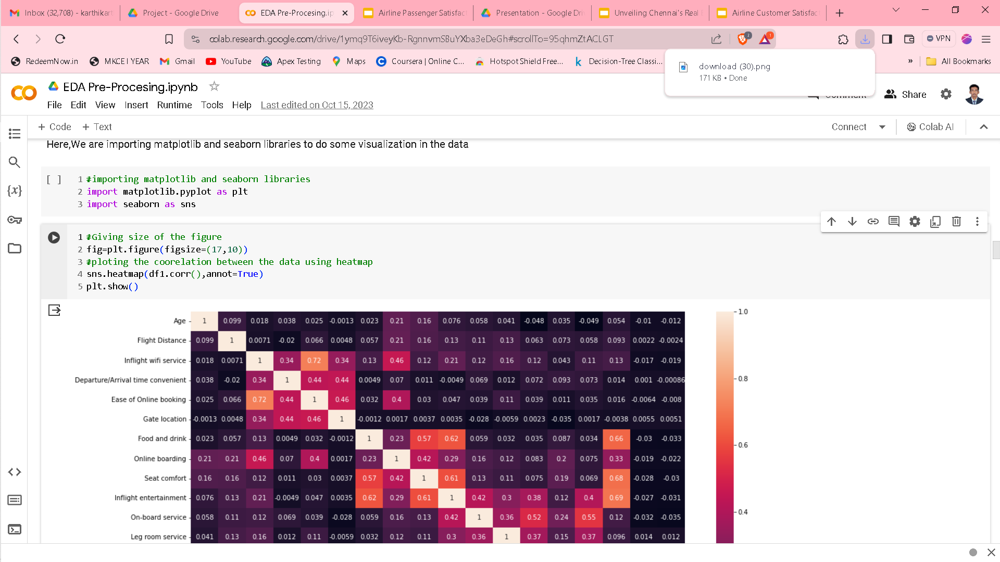 Inbox (32,708) - karthikart
Project - Google Drive
EDA Pre-Procesing.ip
Airline Passenger Satisfac
Presentation - Google Dri
Unveiling Chennai's Real
Airline Customer Satisfac
colab.research.google.com/drive/1ymq9T6iveyKb-RgnnvmSBuYXba3eDeGh#scrollTo=95qhmZtACLGT
2
1
VPN
RedeemNow.in
MKCE I YEAR
Gmail
YouTube
Apex Testing
Maps
Coursera | Online C...
Hotspot Shield Free...
Decision-Tree Classi...
»
All Bookmarks
download (30).png
171 KB • Done
EDA Pre-Procesing.ipynb
File Edit View Insert Runtime Tools Help Last edited on Oct 15, 2023
Comment
Share
+ Code + Text
Connect
Colab AI
Here,We are importing matplotlib and seaborn libraries to do some visualization in the data
[ ]
1 #importing matplotlib and seaborn libraries
2 import matplotlib.pyplot as plt
3 import seaborn as sns
1 #Giving size of the figure
2 fig=plt.figure(figsize=(17,10))
3 #ploting the coorelation between the data using heatmap
4 sns.heatmap(df1.corr(),annot=True)
5 plt.show()
Age 1 0.099 0.018 0.038 0.025 -0.0013 0.023 0.21 0.16 0.076 0.058 0.041 -0.048 0.035 -0.049 0.054 -0.01 -0.012
Flight Distance 0.099 1 0.0071 -0.02 0.066 0.0048 0.057 0.21 0.16 0.13 0.11 0.13 0.063 0.073 0.058 0.093 0.0022 -0.0024
Inflight wifi service 0.018 0.0071 1 0.34 0.72 0.34 0.13 0.46 0.12 0.21 0.12 0.16 0.12 0.043 0.11 0.13 -0.017 -0.019
Departure/Arrival time convenient 0.038 -0.02 0.34 1 0.44 0.44 0.0049 0.07 0.011 -0.0049 0.069 0.012 0.072 0.093 0.073 0.014 0.001 -0.00086
Ease of Online booking 0.025 0.066 0.72 0.44 1 0.46 0.032 0.4 0.03 0.047 0.039 0.11 0.039 0.011 0.035 0.016 -0.0064 -0.008
Gate location -0.0013 0.0048 0.34 0.44 0.46 1 -0.0012 0.0017 0.0037 0.0035 -0.028 -0.0059 0.0023 -0.035 0.0017 -0.0038 0.0055 0.0051
Food and drink 0.023 0.057 0.13 0.0049 0.032 -0.0012 1 0.23 0.57 0.62 0.059 0.032 0.035 0.087 0.034 0.66 -0.03 -0.033
Online boarding 0.21 0.21 0.46 0.07 0.4 0.0017 0.23 1 0.42 0.29 0.16 0.12 0.083 0.2 0.075 0.33 -0.019 -0.022
Seat comfort 0.16 0.16 0.12 0.011 0.03 0.0037 0.57 0.42 1 0.61 0.13 0.11 0.075 0.19 0.069 0.68 -0.028 -0.03
Inflight entertainment 0.076 0.13 0.21 -0.0049 0.047 0.0035 0.62 0.29 0.61 1 0.42 0.3 0.38 0.12 0.4 0.69 -0.027 -0.031
On-board service 0.058 0.11 0.12 0.069 0.039 -0.028 0.059 0.16 0.13 0.42 1 0.36 0.52 0.24 0.55 0.12 -0.032 -0.035
Leg room service 0.041 0.13 0.16 0.012 0.11 -0.0059 0.032 0.12 0.11 0.3 0.36 1 0.37 0.15 0.37 0.096 0.014 0.012
1.0
0.8
0.6
0.4